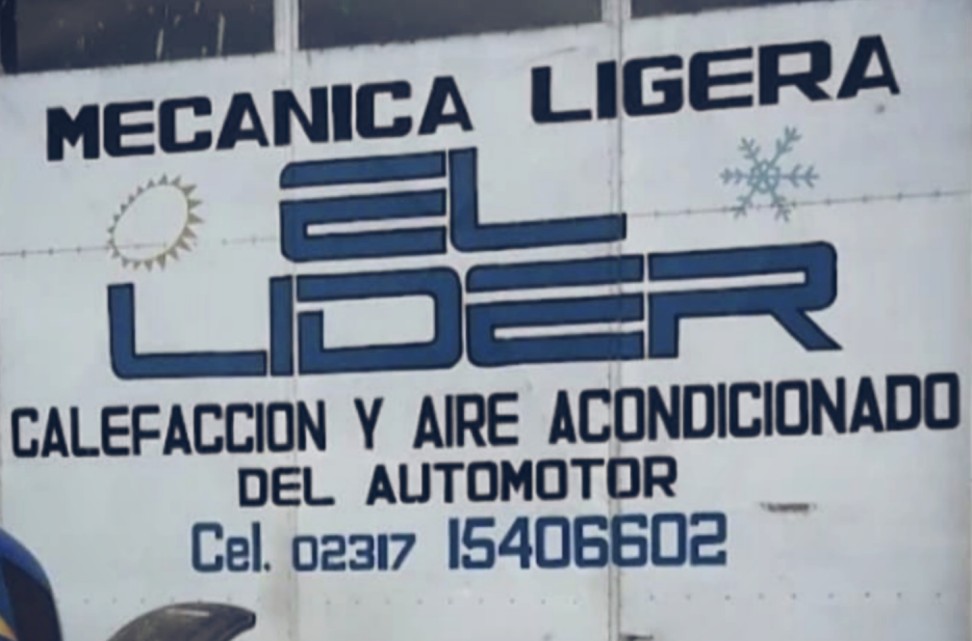 MECANICA LIGERA
EL
LIDER
CALEFACCION Y AIRE ACONDICIONADO
DEL AUTOMOTOR
Cel. 02317 15406602